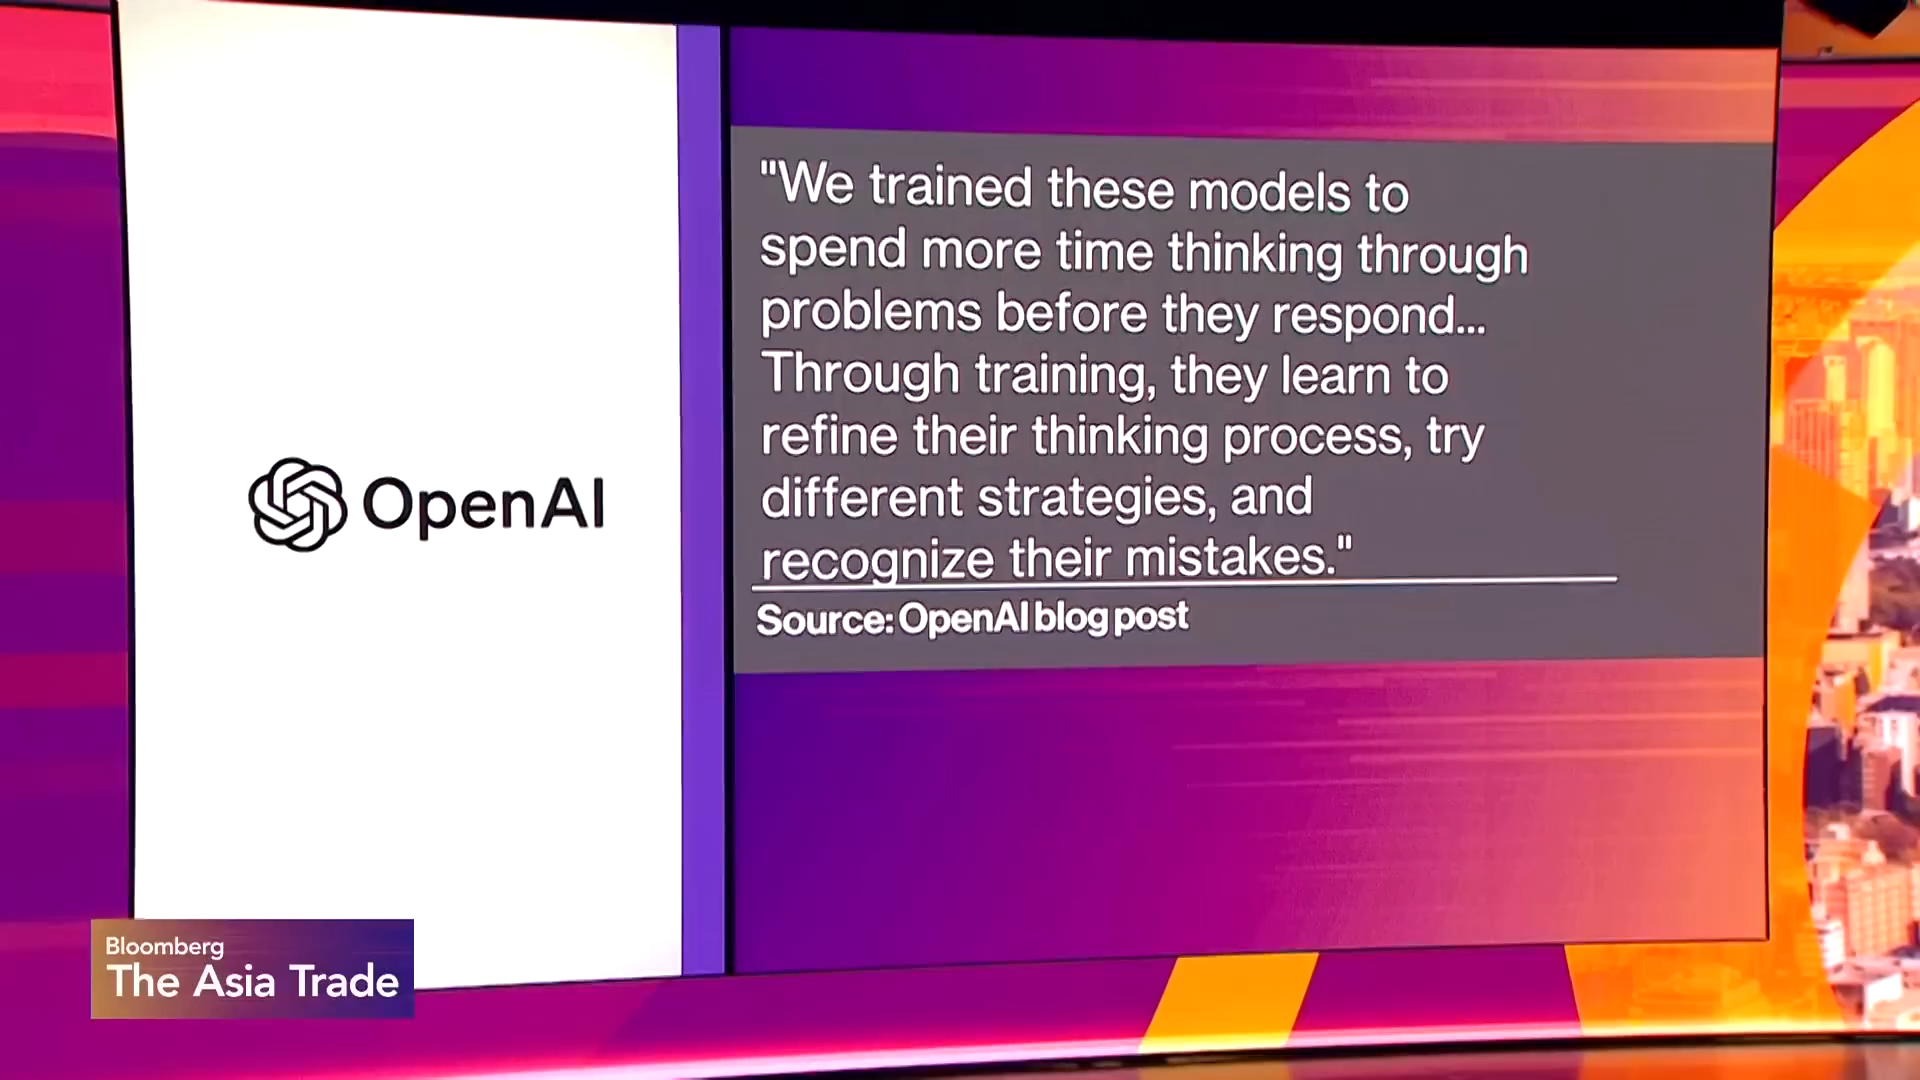 OpenAI
"We trained these models to
spend more time thinking through
problems before they respond...
Through training, they learn to
refine their thinking process, try
different strategies, and
recognize their mistakes."
Source: OpenAI blog post
Bloomberg
The Asia Trade